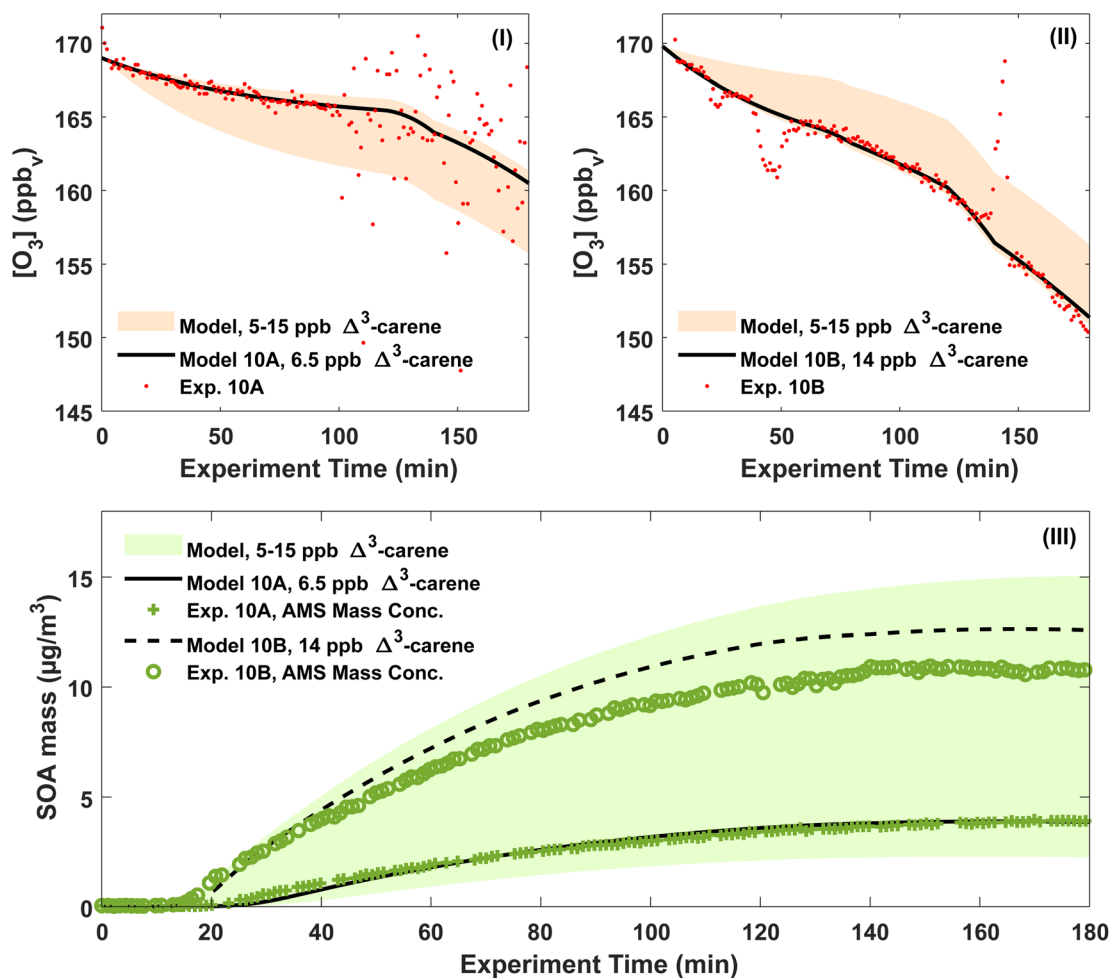 (I)
170
165
160
155
150
145
[O₃] (ppbᵥ)
Model, 5-15 ppb Δ³-carene
Model 10A, 6.5 ppb Δ³-carene
Exp. 10A
0 50 100 150
Experiment Time (min)
(II)
170
165
160
155
150
145
[O₃] (ppbᵥ)
Model, 5-15 ppb Δ³-carene
Model 10B, 14 ppb Δ³-carene
Exp. 10B
0 50 100 150
Experiment Time (min)
(III)
15
10
5
0
SOA mass (µg/m³)
Model, 5-15 ppb Δ³-carene
Model 10A, 6.5 ppb Δ³-carene
Exp. 10A, AMS Mass Conc.
Model 10B, 14 ppb Δ³-carene
Exp. 10B, AMS Mass Conc.
0 20 40 60 80 100 120 140 160 180
Experiment Time (min)